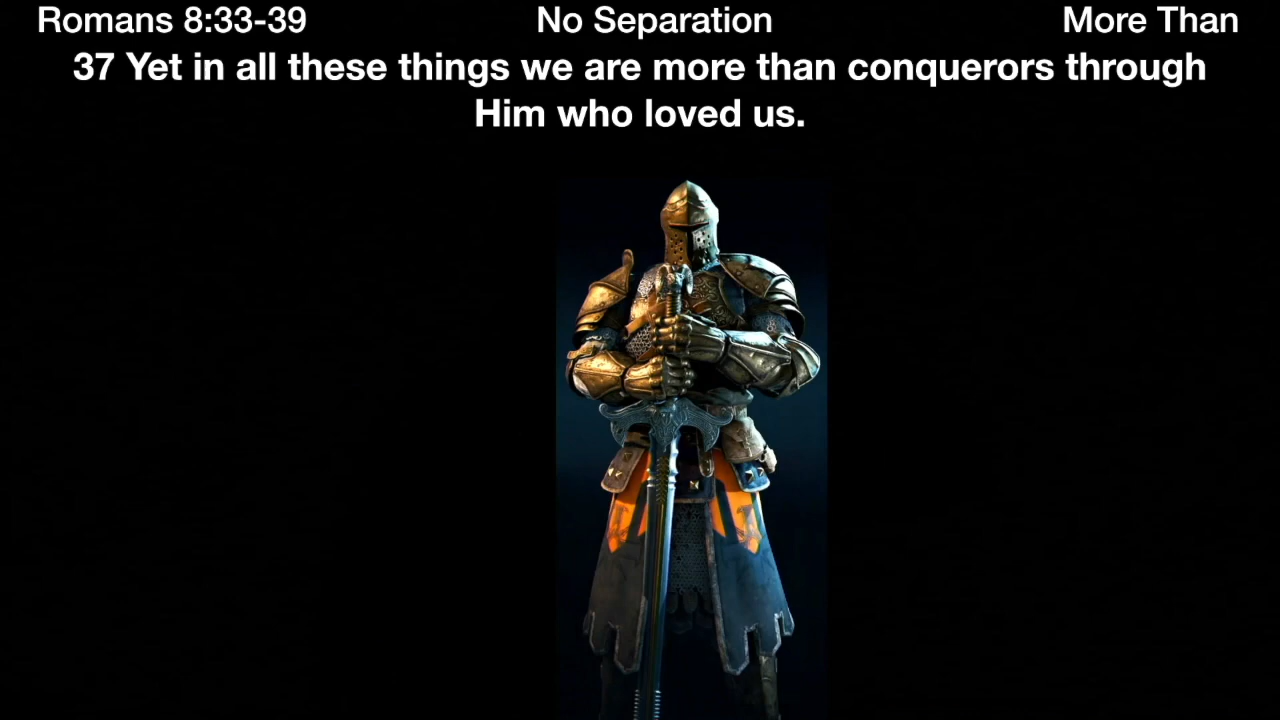 Romans 8:33-39 No Separation More Than
37 Yet in all these things we are more than conquerors through
Him who loved us.